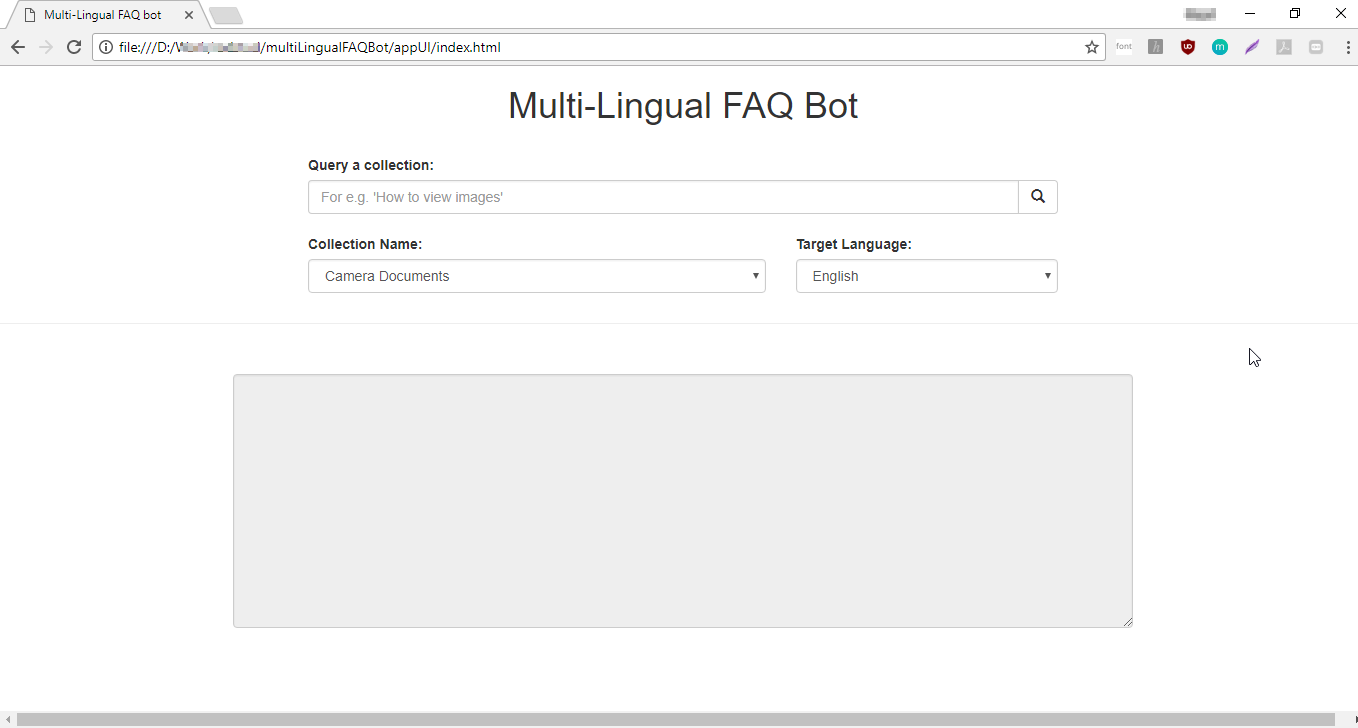 Multi-Lingual FAQ bot
file:///D:/ /multiLingualFAQBot/appUI/index.html
font
h
m
Multi-Lingual FAQ Bot
Query a collection:
For e.g. 'How to view images'
Collection Name: Target Language:
Camera Documents English